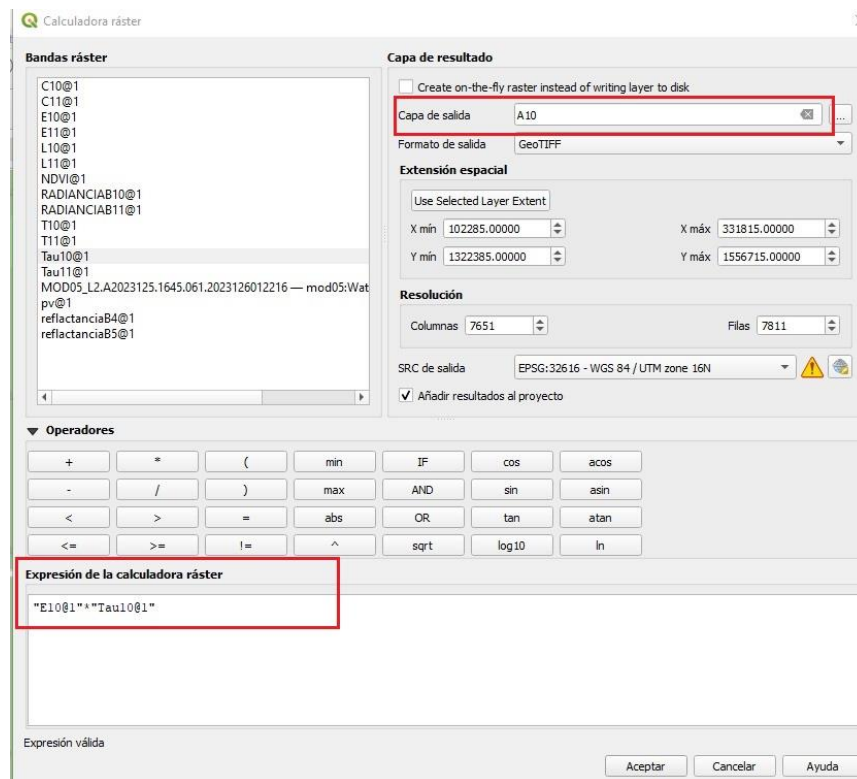 Calculadora ráster
Bandas ráster
C10@1
C11@1
E10@1
E11@1
L10@1
L11@1
NDVI@1
RADIANCIAB10@1
RADIANCIAB11@1
T10@1
T11@1
Tau10@1
Tau11@1
MOD05_L2.A2023125.1645.061.2023126012216 — mod05:Wat
pv@1
reflactanciaB4@1
reflactanciaB5@1
Capa de resultado
Create on-the-fly raster instead of writing layer to disk
Capa de salida A10 ...
Formato de salida GeoTIFF
Extensión espacial
Use Selected Layer Extent
X mín 102285.00000 X máx 331815.00000
Y mín 1322385.00000 Y máx 1556715.00000
Resolución
Columnas 7651 Filas 7811
SRC de salida EPSG:32616 - WGS 84 / UTM zone 16N
Añadir resultados al proyecto
Operadores
+ * ( min IF cos acos
- / ) max AND sin asin
< > = abs OR tan atan
<= >= != ^ sqrt log10 ln
Expresión de la calculadora ráster
"E10@1"*"Tau10@1"
Expresión válida
Aceptar Cancelar Ayuda